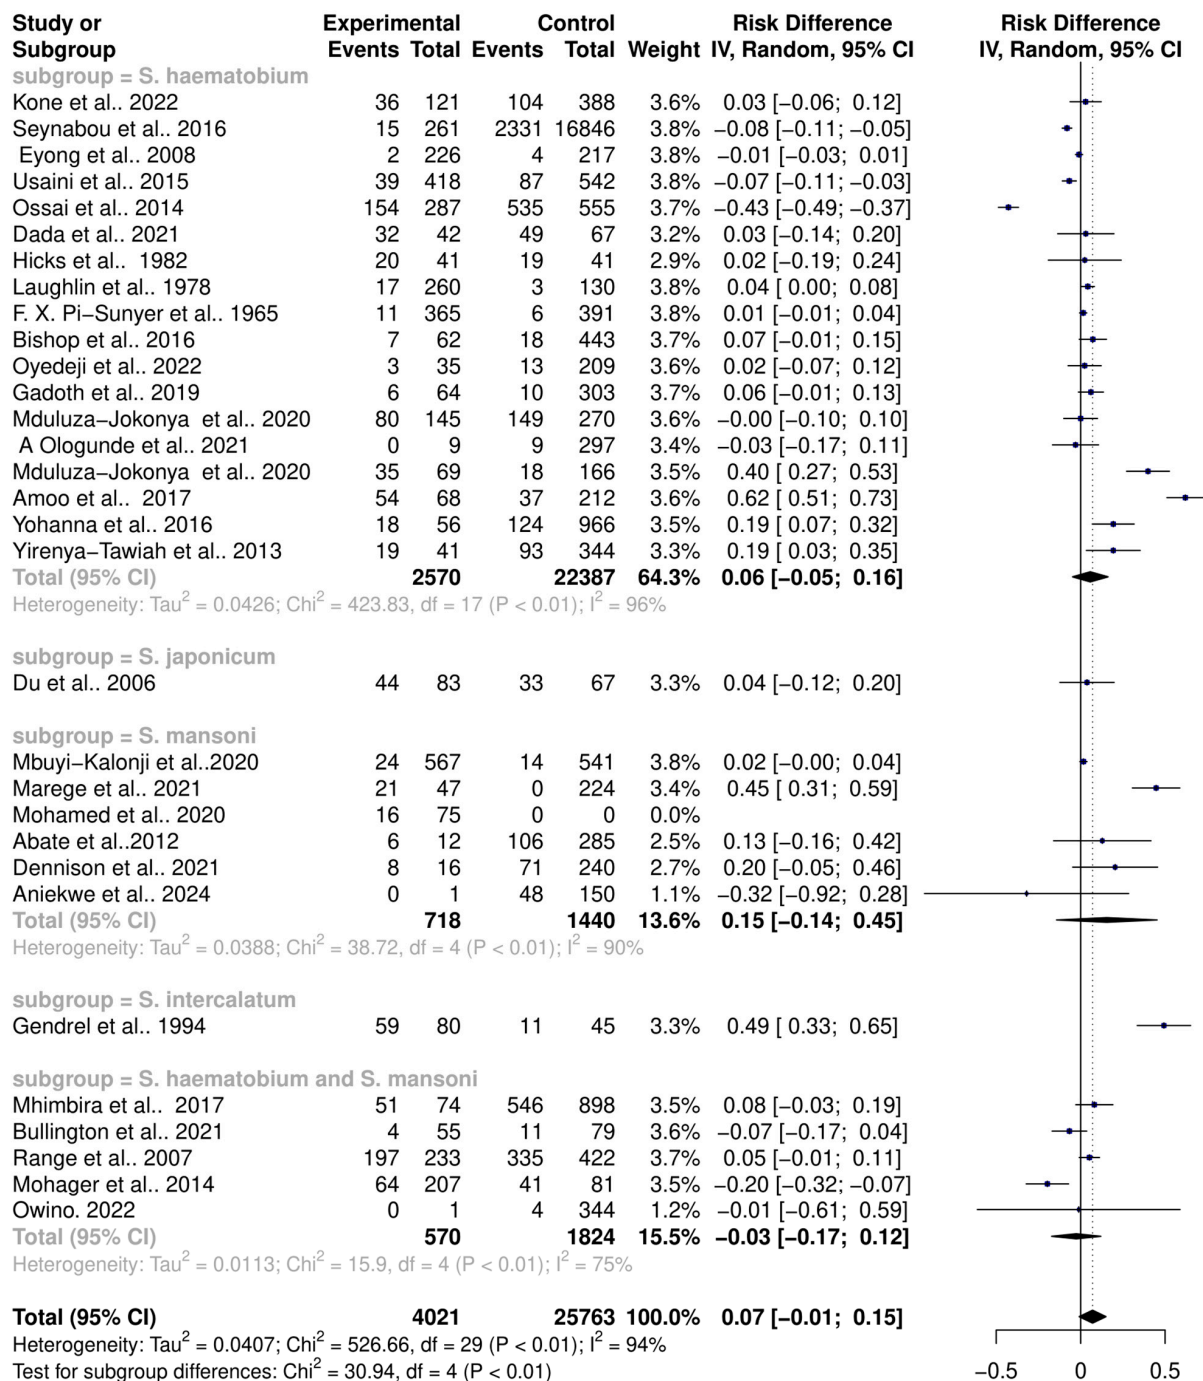 Study or Experimental Control Risk Difference Risk Difference
Subgroup Events Total Events Total Weight IV, Random, 95% CI IV, Random, 95% CI
subgroup = S. haematobium
Kone et al.. 2022 36 121 104 388 3.6% 0.03 [−0.06; 0.12]
Seynabou et al.. 2016 15 261 2331 16846 3.8% −0.08 [−0.11; −0.05]
Eyong et al.. 2008 2 226 4 217 3.8% −0.01 [−0.03; 0.01]
Usaini et al.. 2015 39 418 87 542 3.8% −0.07 [−0.11; −0.03]
Ossai et al.. 2014 154 287 535 555 3.7% −0.43 [−0.49; −0.37]
Dada et al.. 2021 32 42 49 67 3.2% 0.03 [−0.14; 0.20]
Hicks et al.. 1982 20 41 19 41 2.9% 0.02 [−0.19; 0.24]
Laughlin et al.. 1978 17 260 3 130 3.8% 0.04 [ 0.00; 0.08]
F. X. Pi−Sunyer et al.. 1965 11 365 6 391 3.8% 0.01 [−0.01; 0.04]
Bishop et al.. 2016 7 62 18 443 3.7% 0.07 [−0.01; 0.15]
Oyedeji et al.. 2022 3 35 13 209 3.6% 0.02 [−0.07; 0.12]
Gadoth et al.. 2019 6 64 10 303 3.7% 0.06 [−0.01; 0.13]
Mduluza−Jokonya et al.. 2020 80 145 149 270 3.6% -0.00 [−0.10; 0.10]
A Ologunde et al.. 2021 0 9 9 297 3.4% −0.03 [−0.17; 0.11]
Mduluza−Jokonya et al.. 2020 35 69 18 166 3.5% 0.40 [ 0.27; 0.53]
Amoo et al.. 2017 54 68 37 212 3.6% 0.62 [ 0.51; 0.73]
Yohanna et al.. 2016 18 56 124 966 3.5% 0.19 [ 0.07; 0.32]
Yirenya−Tawiah et al.. 2013 19 41 93 344 3.3% 0.19 [ 0.03; 0.35]
Total (95% CI) 2570 22387 64.3% 0.06 [−0.05; 0.16]
Heterogeneity: Tau² = 0.0426; Chi² = 423.83, df = 17 (P < 0.01); I² = 96%
subgroup = S. japonicum
Du et al.. 2006 44 83 33 67 3.3% 0.04 [−0.12; 0.20]
subgroup = S. mansoni
Mbuyi−Kalonji et al..2020 24 567 14 541 3.8% 0.02 [−0.00; 0.04]
Marege et al.. 2021 21 47 0 224 3.5% 0.45 [ 0.31; 0.59]
Mohamed et al.. 2020 16 75 0 0 0.0%
Abate et al..2012 6 12 106 285 2.5% 0.13 [−0.16; 0.42]
Dennison et al.. 2021 8 16 71 240 2.7% 0.20 [−0.05; 0.46]
Aniekwe et al.. 2024 0 1 48 150 1.1% −0.32 [−0.92; 0.28]
Total (95% CI) 718 1440 13.6% 0.15 [−0.14; 0.45]
Heterogeneity: Tau² = 0.0388; Chi² = 38.72, df = 4 (P < 0.01); I² = 90%
subgroup = S. intercalatum
Gendrel et al.. 1994 59 80 11 45 3.3% 0.49 [ 0.33; 0.65]
subgroup = S. haematobium and S. mansoni
Mhimbira et al.. 2017 51 74 546 898 3.5% 0.08 [−0.03; 0.19]
Bullington et al.. 2021 4 55 11 79 3.6% −0.07 [−0.17; 0.04]
Range et al.. 2007 197 233 335 422 3.7% 0.05 [−0.01; 0.11]
Mohager et al.. 2014 64 207 41 81 3.5% −0.20 [−0.32; −0.07]
Owino. 2022 0 1 4 344 1.2% −0.01 [−0.61; 0.59]
Total (95% CI) 570 1824 15.5% −0.03 [−0.17; 0.12]
Heterogeneity: Tau² = 0.0113; Chi² = 15.9, df = 4 (P < 0.01); I² = 75%
Total (95% CI) 4021 25763 100.0% 0.07 [−0.01; 0.15]
Heterogeneity: Tau² = 0.0407; Chi² = 526.66, df = 29 (P < 0.01); I² = 94%
Test for subgroup differences: Chi² = 30.94, df = 4 (P < 0.01) −0.5 0 0.5